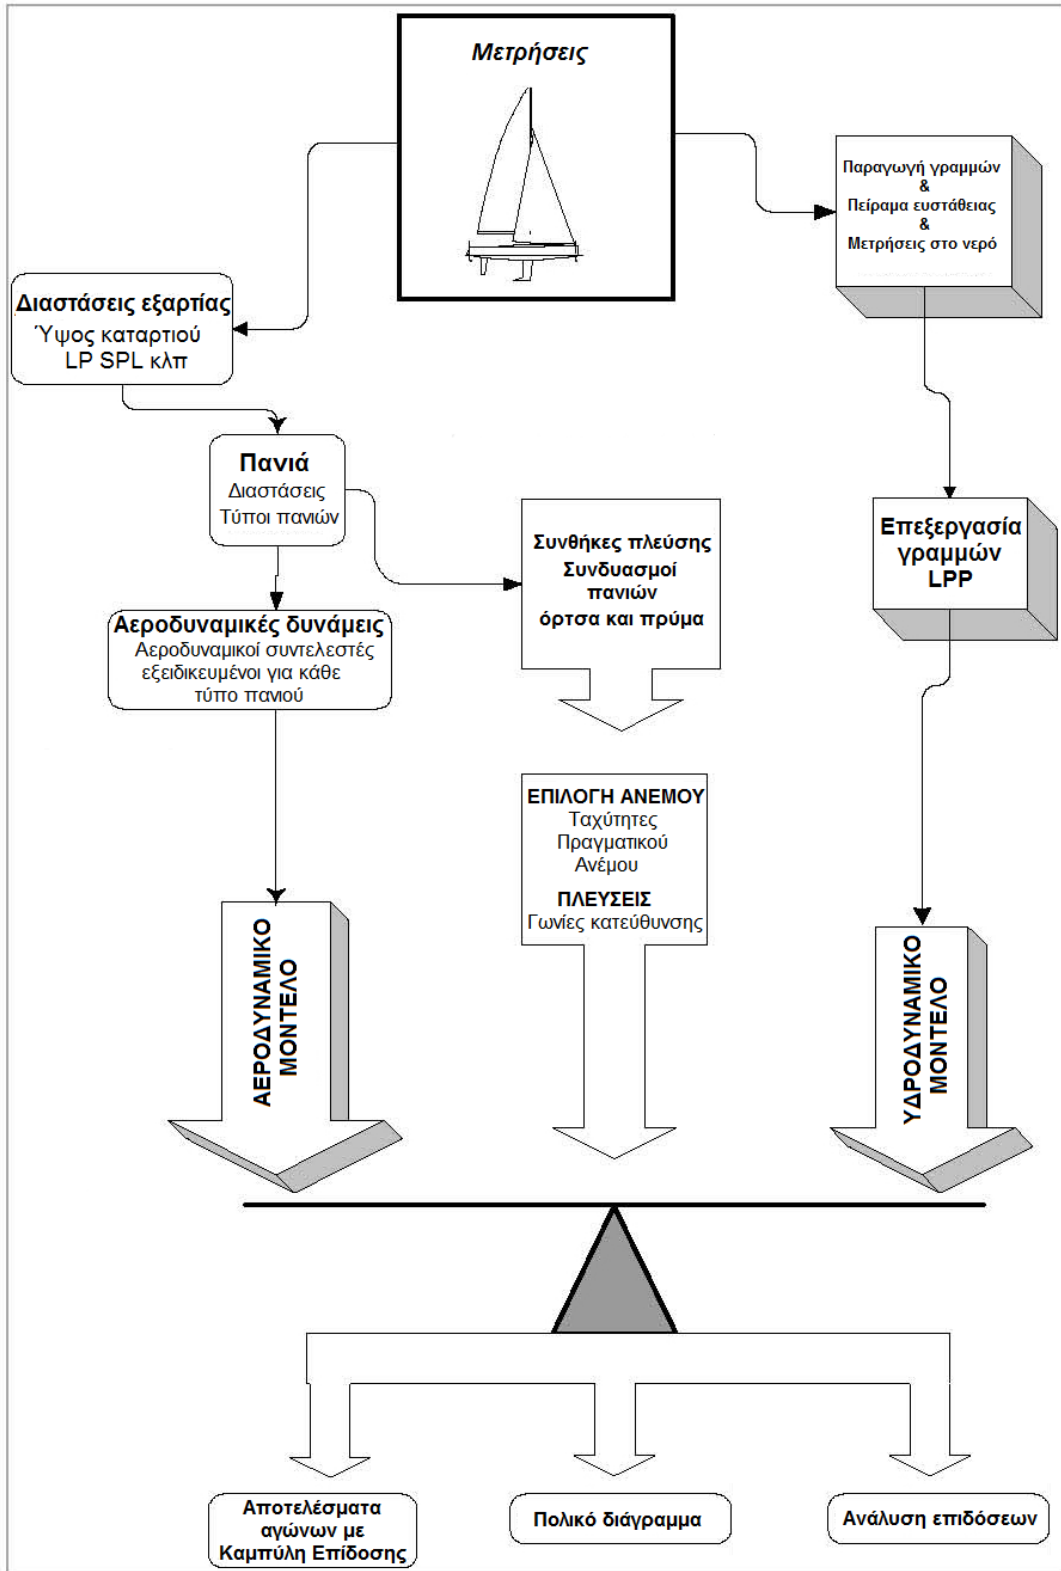 Μετρήσεις
Παραγωγή γραμμών
&
Πείραμα ευστάθειας
&
Μετρήσεις στο νερό
Διαστάσεις εξαρτίας
Ύψος καταρτιού
LP SPL κλπ
Πανιά
Διαστάσεις
Τύποι πανιών
Συνθήκες πλεύσης
Συνδυασμοί
πανιών
όρτσα και πρύμα
Επεξεργασία
γραμμών
LPP
Αεροδυναμικές δυνάμεις
Αεροδυναμικοί συντελεστές
εξειδικευμένοι για κάθε
τύπο πανιού
ΕΠΙΛΟΓΗ ΑΝΕΜΟΥ
Ταχύτητες
Πραγματικού
Ανέμου
ΠΛΕΥΣΕΙΣ
Γωνίες κατεύθυνσης
ΑΕΡΟΔΥΝΑΜΙΚΟ
ΜΟΝΤΕΛΟ
ΥΔΡΟΔΥΝΑΜΙΚΟ
ΜΟΝΤΕΛΟ
Αποτελέσματα
αγώνων με
Καμπύλη Επίδοσης
Πολικό διάγραμμα
Ανάλυση επιδόσεων